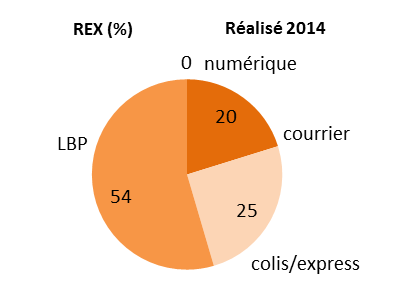 REX (%) Réalisé 2014
0 numérique
20
courrier
LBP
54
25
colis/express